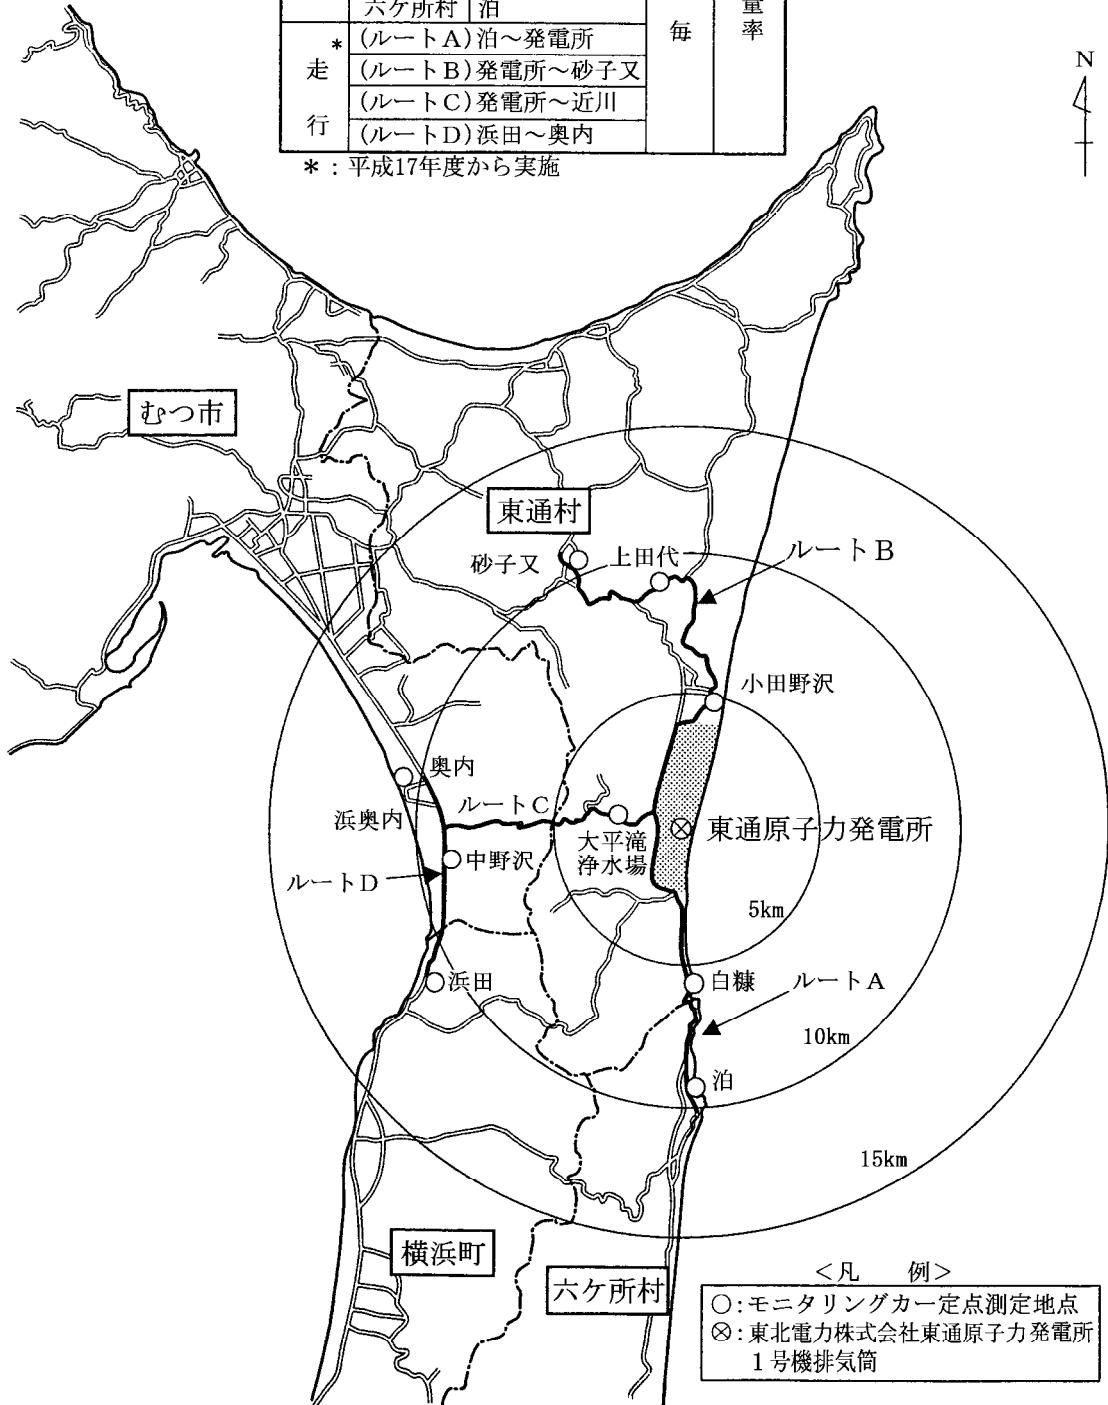 六ケ所村 泊
毎
量率
走行
*
(ルートA)泊～発電所
(ルートB)発電所～砂子又
(ルートC)発電所～近川
(ルートD)浜田～奥内
*：平成17年度から実施
N
むつ市
東通村
砂子又
上田代
ルートB
小田野沢
奥内
ルートC
浜奥内
大平滝
浄水場
東通原子力発電所
中野沢
ルートD
5km
浜田
白糠
ルートA
10km
泊
15km
横浜町
六ケ所村
＜凡 例＞
○：モニタリングカー定点測定地点
⊗：東北電力株式会社東通原子力発電所
1号機排気筒